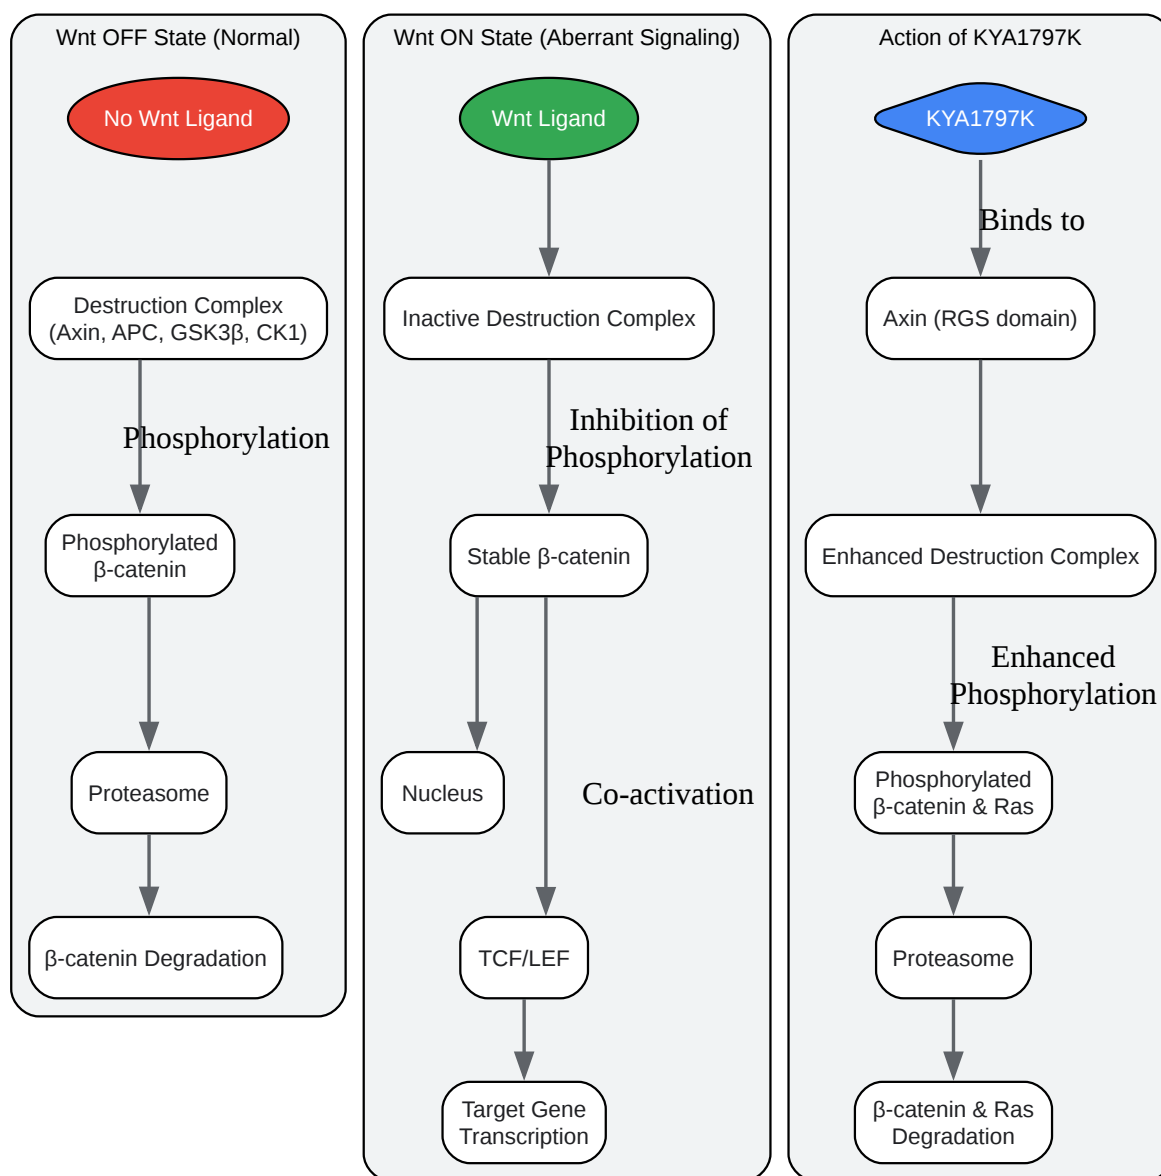 Wnt OFF State (Normal)
No Wnt Ligand
Destruction Complex
(Axin, APC, GSK3β, CK1)
Phosphorylation
Phosphorylated
β-catenin
Proteasome
β-catenin Degradation
Wnt ON State (Aberrant Signaling)
Wnt Ligand
Inactive Destruction Complex
Inhibition of
Phosphorylation
Stable β-catenin
Nucleus
Co-activation
TCF/LEF
Target Gene
Transcription
Action of KYA1797K
KYA1797K
Binds to
Axin (RGS domain)
Enhanced Destruction Complex
Enhanced
Phosphorylation
Phosphorylated
β-catenin & Ras
Proteasome
β-catenin & Ras
Degradation